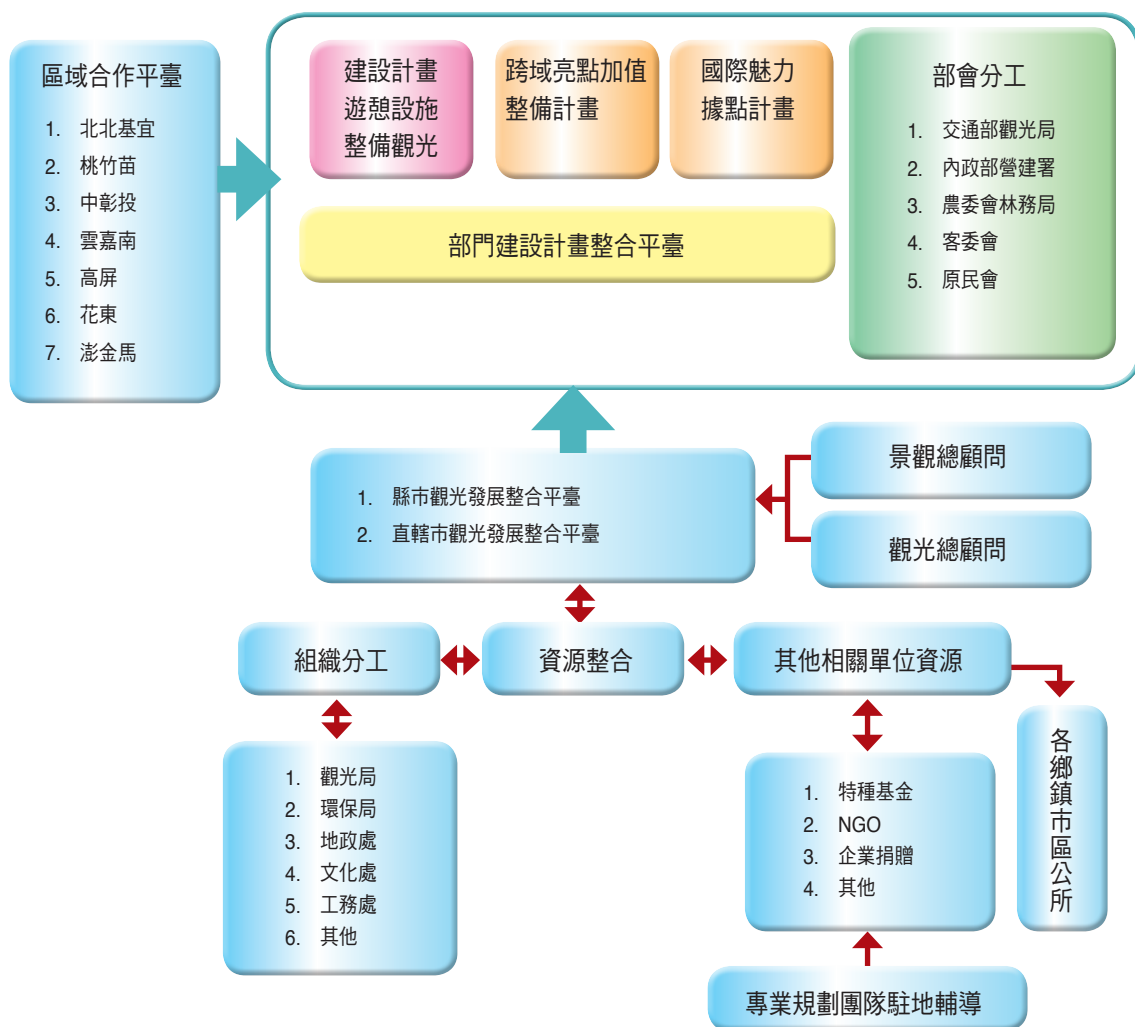 區域合作平臺
1. 北北基宜
2. 桃竹苗
3. 中彰投
4. 雲嘉南
5. 高屏
6. 花東
7. 澎金馬
建設計畫
遊憩設施
整備觀光
跨域亮點加值
整備計畫
國際魅力
據點計畫
部門建設計畫整合平臺
部會分工
1. 交通部觀光局
2. 內政部營建署
3. 農委會林務局
4. 客委會
5. 原民會
1. 縣市觀光發展整合平臺
2. 直轄市觀光發展整合平臺
景觀總顧問
觀光總顧問
組織分工
資源整合
其他相關單位資源
1. 觀光局
2. 環保局
3. 地政處
4. 文化處
5. 工務處
6. 其他
1. 特種基金
2. NGO
3. 企業捐贈
4. 其他
各鄉鎮市區公所
專業規劃團隊駐地輔導